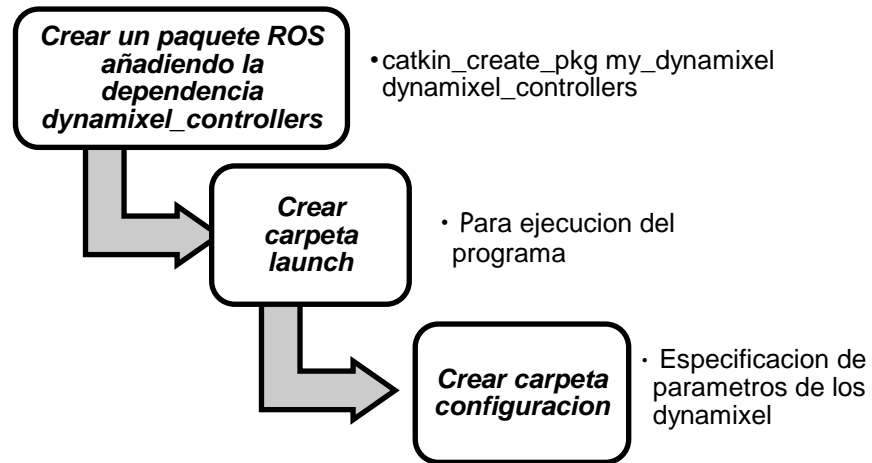 Crear un paquete ROS
añadiendo la
dependencia
dynamixel_controllers
•catkin_create_pkg my_dynamixel
dynamixel_controllers
Crear
carpeta
launch
• Para ejecucion del
programa
Crear carpeta
configuracion
• Especificacion de
parametros de los
dynamixel